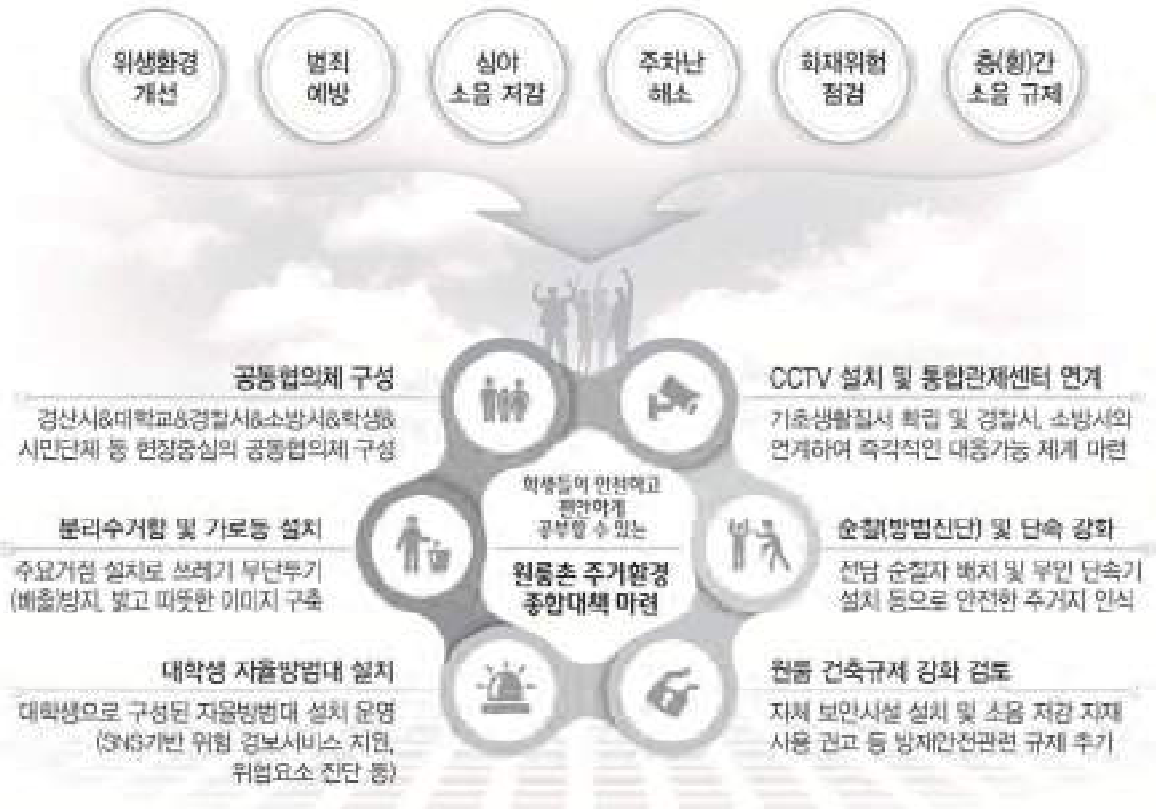 위생환경
개선
범죄
예방
심야
소음 저감
주차난
해소
화재위험
점검
층(횡)간
소음 규제
공동협의체 구성
경산시&대학교&경찰서&소방서&학생&
시민단체 등 현장중심의 공동협의체 구성
CCTV 설치 및 통합관제센터 연계
기초생활질서 확립 및 경찰서, 소방서와
연계하여 즉각적인 대응가능 체계 마련
학생들이 안전하고
편안하게
공부할 수 있는
원룸촌 주거환경
종합대책 마련
분리수거함 및 가로등 설치
주요거점 설치로 쓰레기 무단투기
(배출)방지, 밝고 따뜻한 이미지 구축
순찰(방범진단) 및 단속 강화
전담 순찰자 배치 및 무인 단속기
설치 등으로 안전한 주거지 인식
대학생 자율방범대 설치
대학생으로 구성된 자율방범대 설치 운영
(SNS기반 위험 경보서비스 지원,
위험요소 진단 등)
원룸 건축규제 강화 검토
자체 보안시설 설치 및 소음 저감 자재
사용 권고 등 방재안전관련 규제 추가